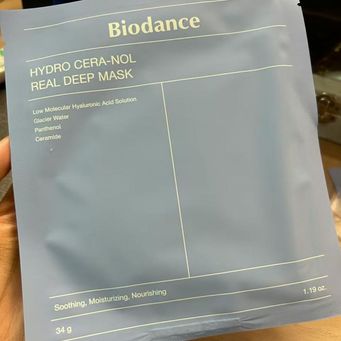 Biodance
HYDRO CERA-NOL
REAL DEEP MASK
Low Molecular Hyaluronic Acid Solution
Glacier Water
Panthenol
Ceramide
Soothing, Moisturizing, Nourishing
34 g
1.19 oz.